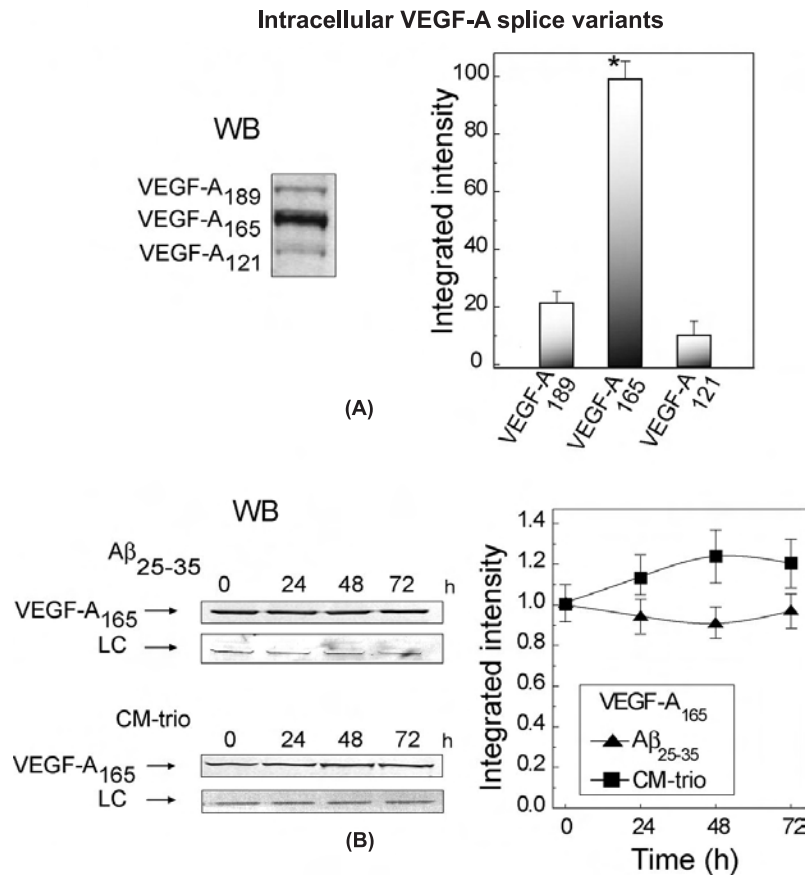 Intracellular VEGF-A splice variants
WB
VEGF-A189
VEGF-A165
VEGF-A121
Integrated intensity
100
80
60
40
20
0
VEGF-A 189
VEGF-A 165
VEGF-A 121
*
(A)
WB
Aβ25-35
0 24 48 72 h
VEGF-A165
LC
CM-trio
0 24 48 72 h
VEGF-A165
LC
(B)
Integrated intensity
1.4
1.2
1.0
0.8
0.6
0.4
0.2
0.0
VEGF-A165
Aβ25-35
CM-trio
0 24 48 72
Time (h)